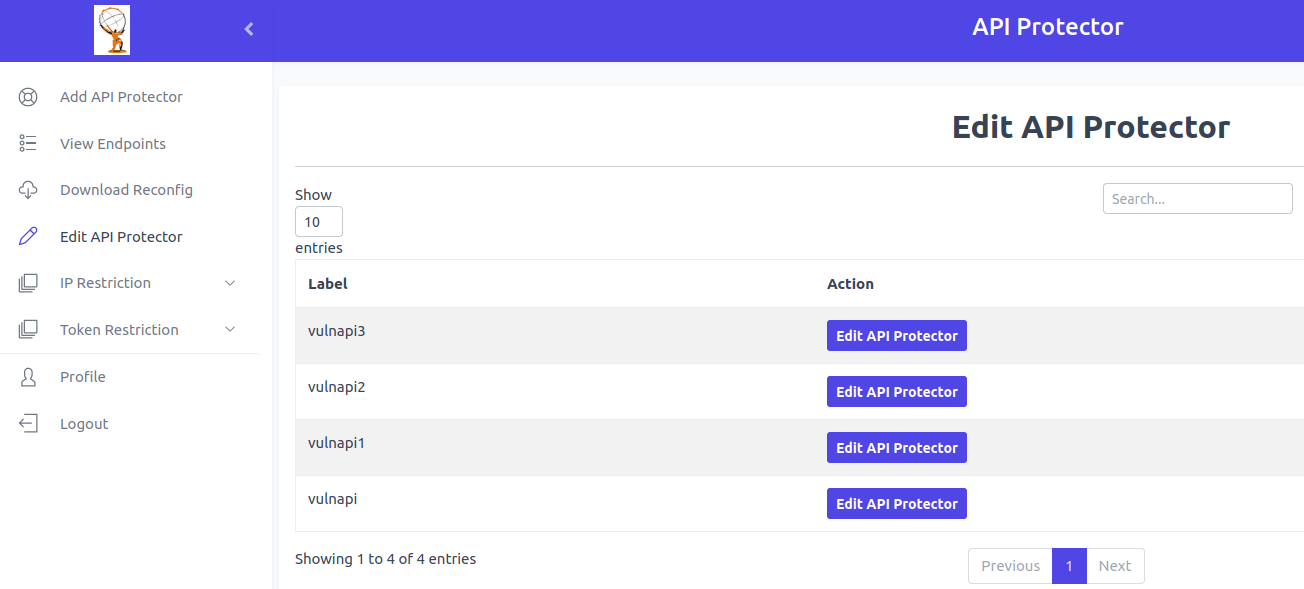 API Protector
Add API Protector
View Endpoints
Download Reconfig
Edit API Protector
IP Restriction
Token Restriction
Profile
Logout
Edit API Protector
Show
10
entries
Search...
Label Action
vulnapi3 Edit API Protector
vulnapi2 Edit API Protector
vulnapi1 Edit API Protector
vulnapi Edit API Protector
Showing 1 to 4 of 4 entries
Previous 1 Next